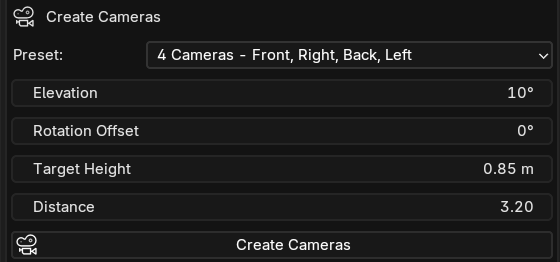 Create Cameras
Preset: 4 Cameras - Front, Right, Back, Left
Elevation 10°
Rotation Offset 0°
Target Height 0.85 m
Distance 3.20
Create Cameras